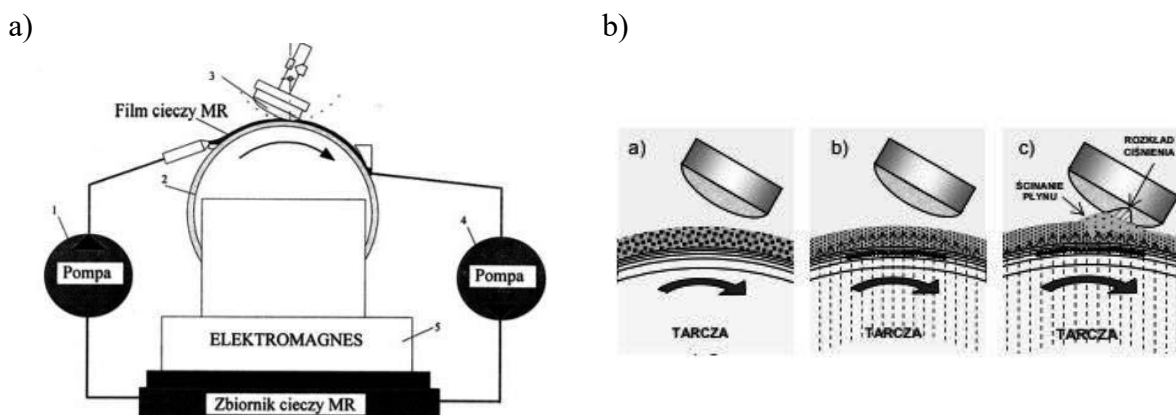 a)
b)
3
Film cieczy MR
2
1
4
Pompa
Pompa
5
ELEKTROMAGNES
Zbiornik cieczy MR
a)
TARCZA
b)
TARCZA
c)
ROZKŁAD
CIŚNIENIA
ŚCINANIE
PŁYNU
TARCZA